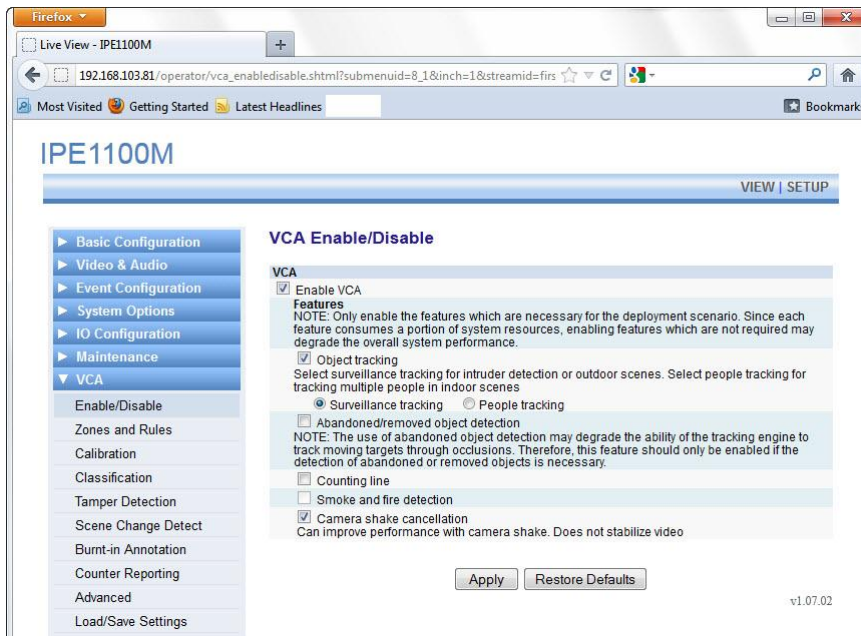 Firefox
Live View - IPE1100M
192.168.103.81/operator/vca_enabledisable.shtml?submenuid=8_1&inch=1&streamid=firs
Most Visited Getting Started Latest Headlines Bookmark
IPE1100M
VIEW | SETUP
Basic Configuration
Video & Audio
Event Configuration
System Options
IO Configuration
Maintenance
VCA
Enable/Disable
Zones and Rules
Calibration
Classification
Tamper Detection
Scene Change Detect
Burnt-in Annotation
Counter Reporting
Advanced
Load/Save Settings
VCA Enable/Disable
VCA
Enable VCA
Features
NOTE: Only enable the features which are necessary for the deployment scenario. Since each
feature consumes a portion of system resources, enabling features which are not required may
degrade the overall system performance.
Object tracking
Select surveillance tracking for intruder detection or outdoor scenes. Select people tracking for
tracking multiple people in indoor scenes
Surveillance tracking People tracking
Abandoned/removed object detection
NOTE: The use of abandoned object detection may degrade the ability of the tracking engine to
track moving targets through occlusions. Therefore, this feature should only be enabled if the
detection of abandoned or removed objects is necessary.
Counting line
Smoke and fire detection
Camera shake cancellation
Can improve performance with camera shake. Does not stabilize video
Apply Restore Defaults
v1.07.02